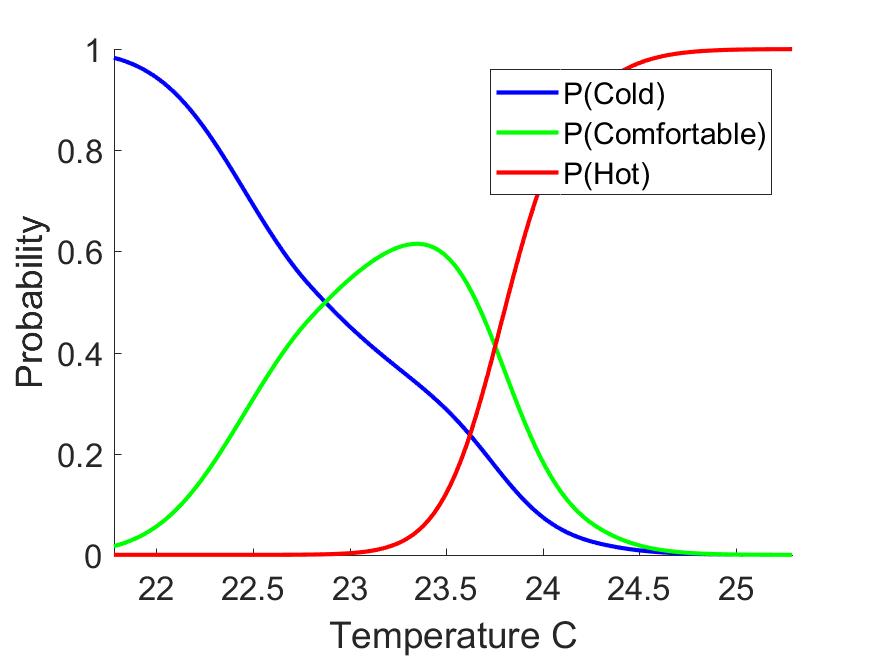 1
0.8
0.6
0.4
0.2
0
Probability
P(Cold)
P(Comfortable)
P(Hot)
22 22.5 23 23.5 24 24.5 25
Temperature C